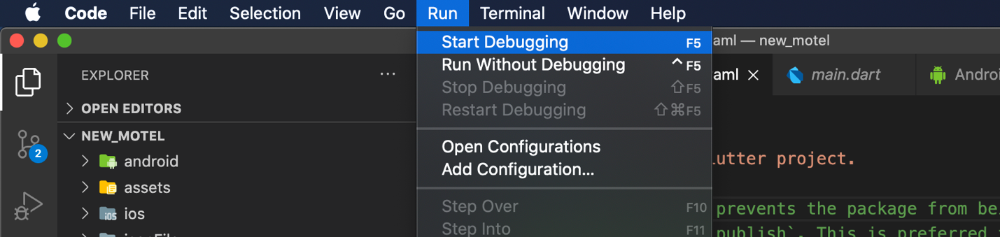 Code File Edit Selection View Go Run Terminal Window Help
Start Debugging F5
Run Without Debugging ^F5
Stop Debugging ⇧F5
Restart Debugging ⇧⌘F5
Open Configurations
Add Configuration...
Step Over F10
Step Into F11
aml — new_motel
aml × main.dart Androi
EXPLORER ...
OPEN EDITORS
NEW_MOTEL
2
android
assets
iOS ios
utter project.
prevents the package from be
publish`. This is preferred